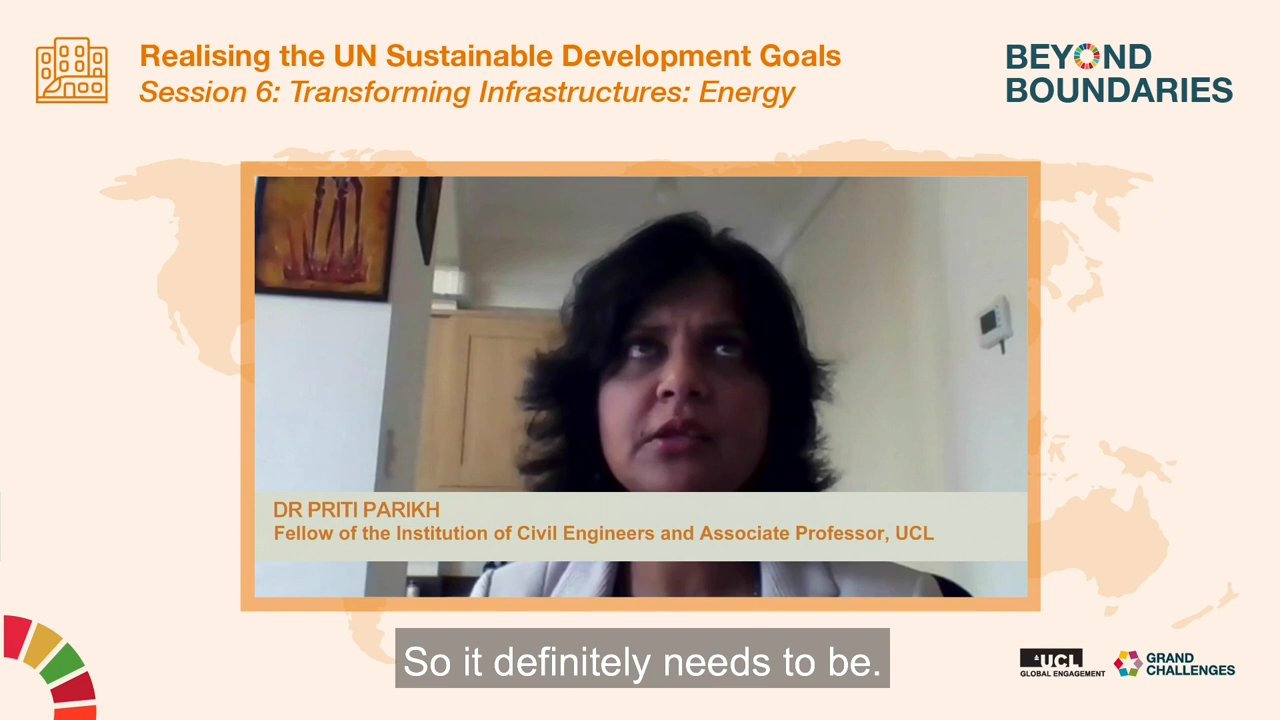 Realising the UN Sustainable Development Goals
Session 6: Transforming Infrastructures: Energy
BEYOND
BOUNDARIES
DR PRITI PARIKH
Fellow of the Institution of Civil Engineers and Associate Professor, UCL
So it definitely needs to be.
UCL
GLOBAL ENGAGEMENT
GRAND
CHALLENGES